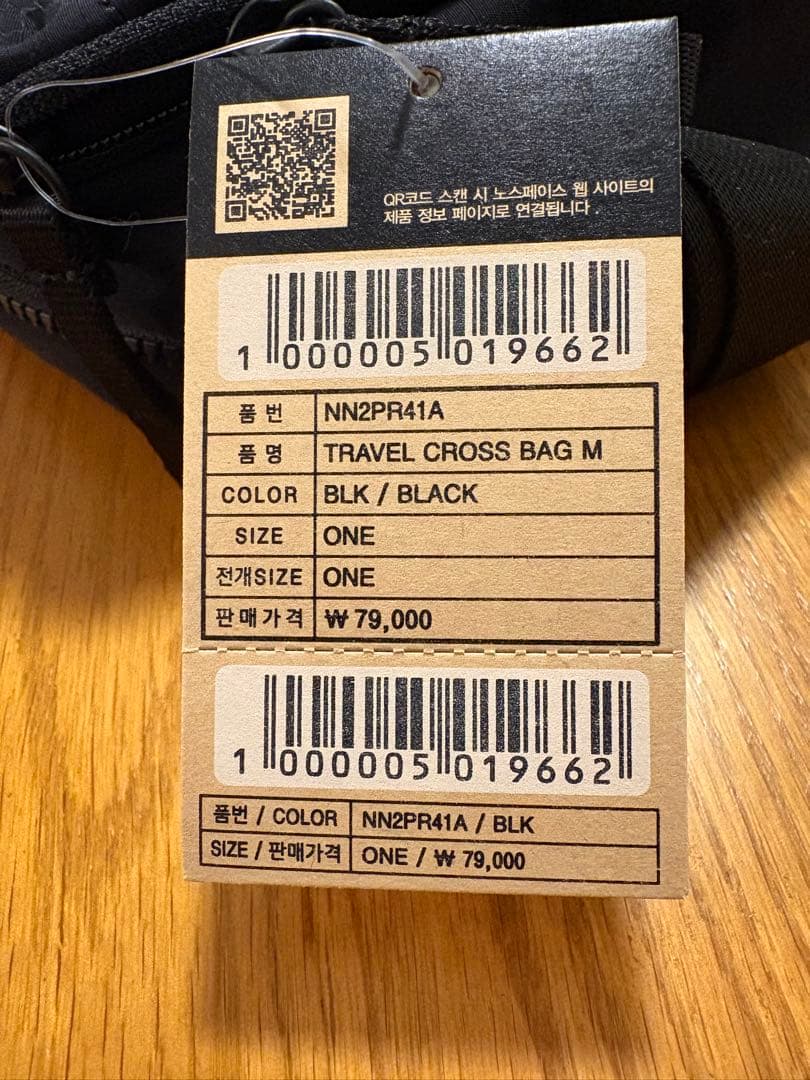 QR코드 스캔 시 노스페이스 웹 사이트의
제품 정보 페이지로 연결됩니다.
1 000005 019662
품번 NN2PR41A
품명 TRAVEL CROSS BAG M
COLOR BLK / BLACK
SIZE ONE
전개SIZE ONE
판매가격 ₩ 79,000
1 000005 019662
품번 / COLOR NN2PR41A / BLK
SIZE / 판매가격 ONE / ₩ 79,000